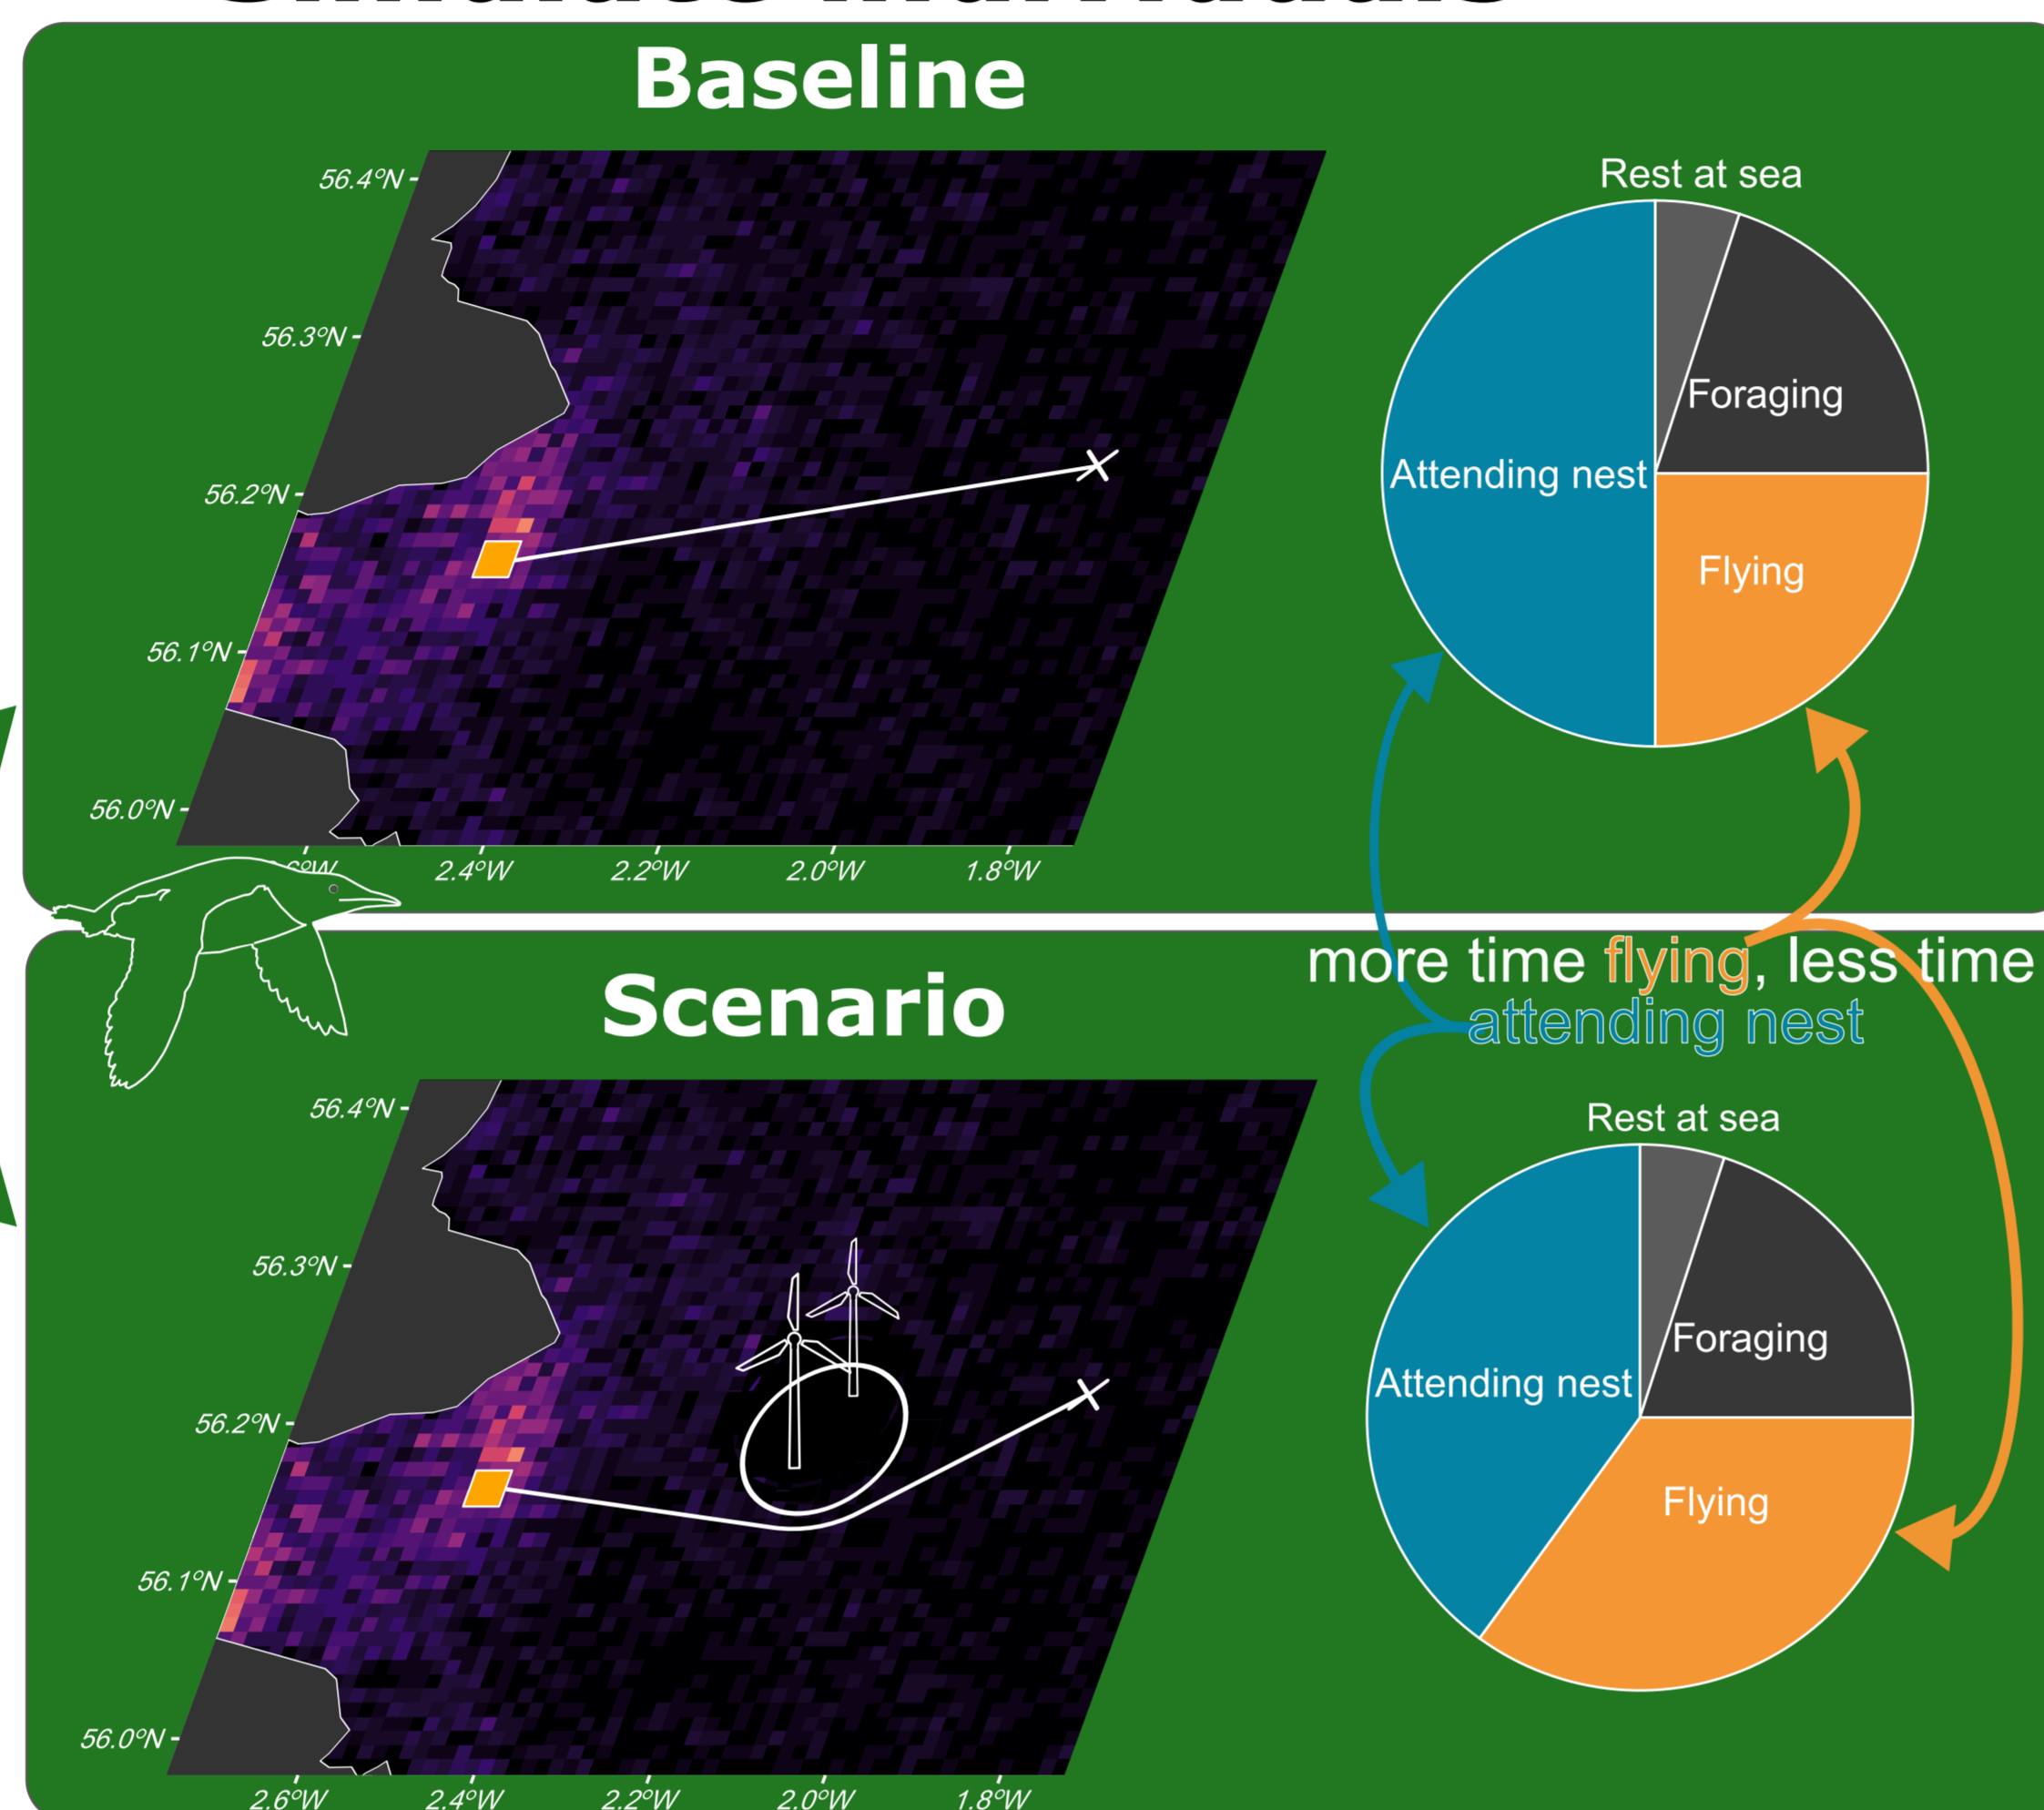 Baseline
56.4°N
56.3°N
56.2°N
56.1°N
56.0°N
2.4°W
2.2°W
2.0°W
1.8°W
Rest at sea
Foraging
Attending nest
Flying
more time flying, less time
attending nest
Scenario
56.4°N
56.3°N
56.2°N
56.1°N
56.0°N
2.6°W
2.4°W
2.2°W
2.0°W
1.8°W
Rest at sea
Foraging
Attending nest
Flying